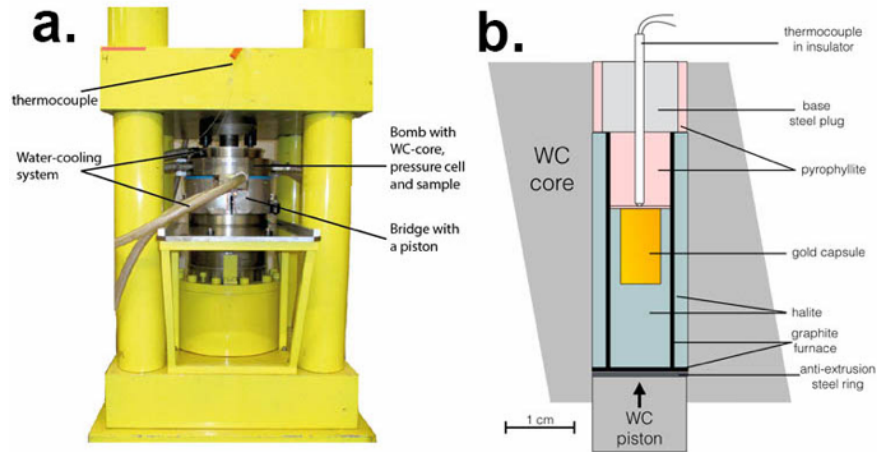 a.
thermocouple
Water-cooling
system
Bomb with
WC-core,
pressure cell
and sample
Bridge with
a piston
b.
thermocouple
in insulator
base
steel plug
pyrophyllite
WC
core
gold capsule
halite
graphite
furnace
anti-extrusion
steel ring
WC
piston
1 cm